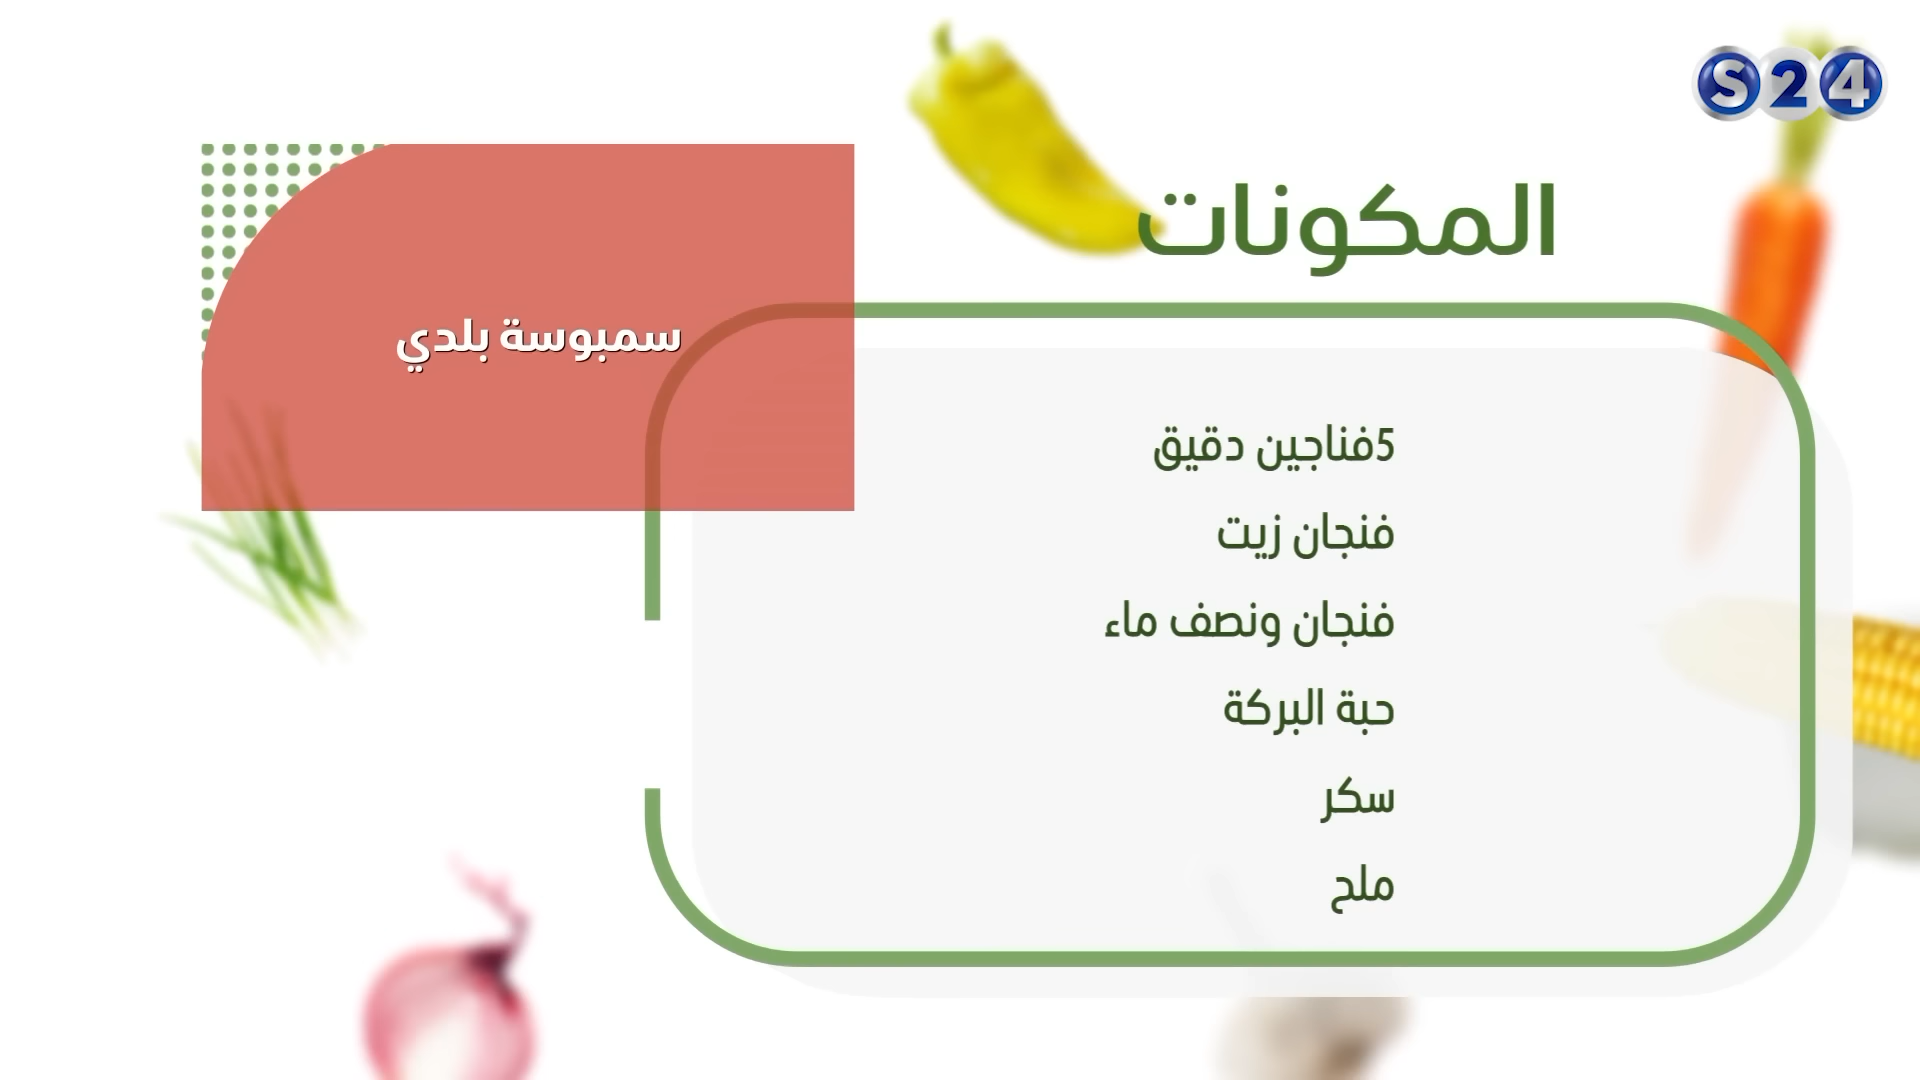 S24
المكونات
سمبوسة بلدي
5فناجين دقيق
فنجان زيت
فنجان ونصف ماء
حبة البركة
سكر
ملح